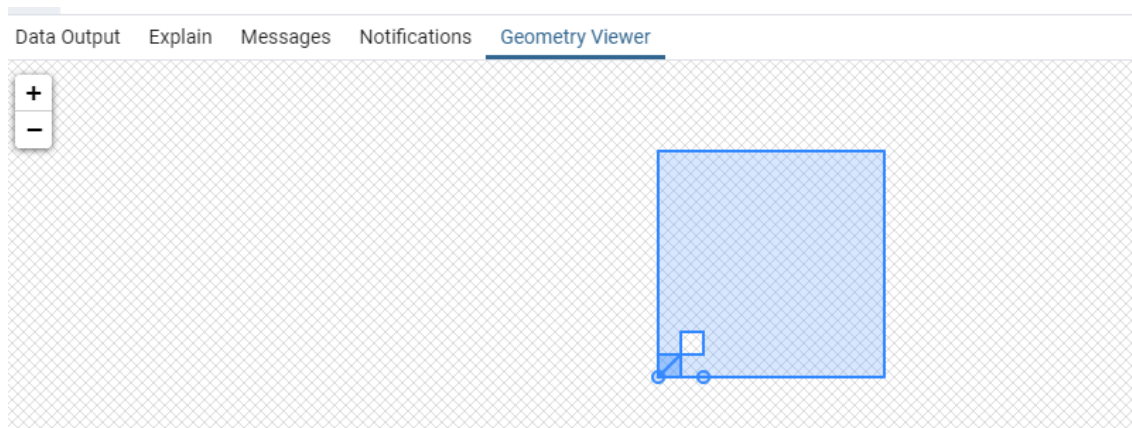 Data Output Explain Messages Notifications Geometry Viewer
+
−